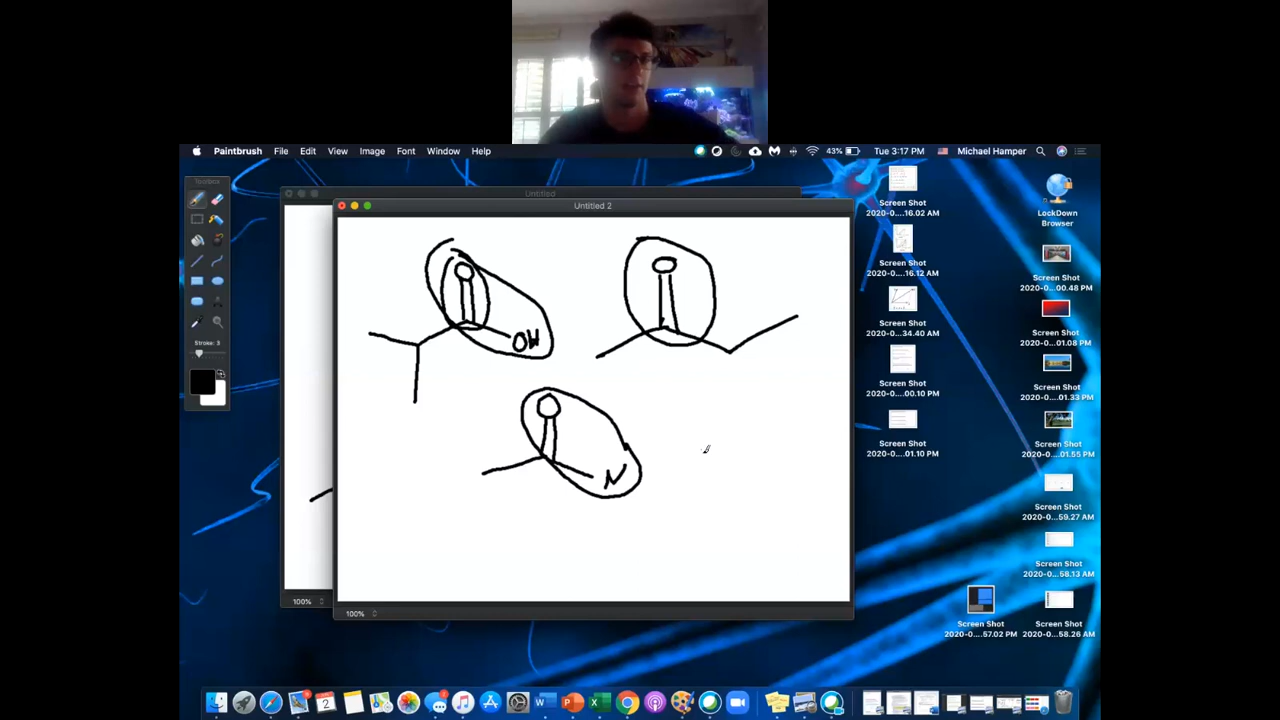 Paintbrush File Edit View Image Font Window Help
43% Tue 3:17 PM Michael Hamper
Toolbox
Stroke: 3
Untitled
Untitled 2
O
OH
O
O
N
100%
100%
Screen Shot
2020-0....16.02 AM
Screen Shot
2020-0....16.12 AM
Screen Shot
2020-0....34.40 AM
Screen Shot
2020-0....00.10 PM
Screen Shot
2020-0....01.10 PM
LockDown
Browser
Screen Shot
2020-0....00.48 PM
Screen Shot
2020-0....01.08 PM
Screen Shot
2020-0....01.33 PM
Screen Shot
2020-0....01.55 PM
Screen Shot
2020-0...59.27 AM
Screen Shot
2020-0...58.13 AM
Screen Shot
2020-0...57.02 PM
Screen Shot
2020-0...58.26 AM
2